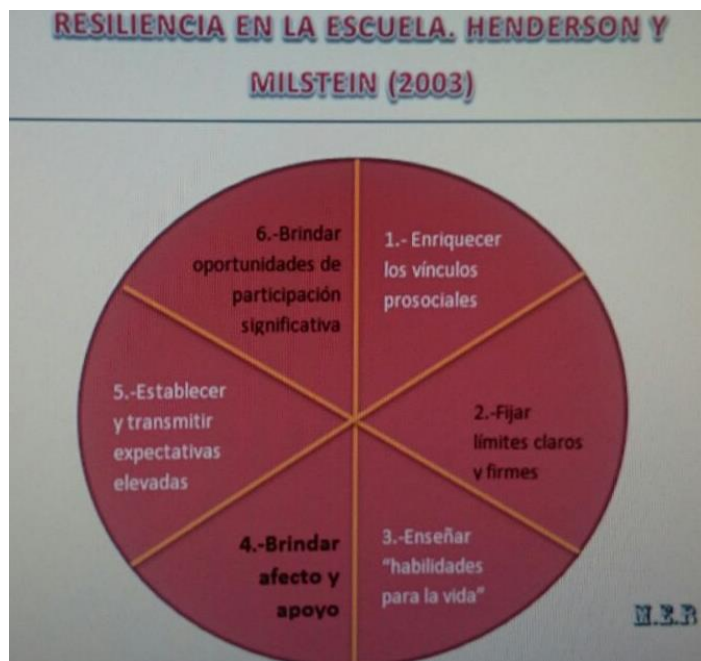 RESILIENCIA EN LA ESCUELA. HENDERSON Y
MILSTEIN (2003)
1.- Enriquecer
los vínculos
prosociales
2.-Fijar
límites claros
y firmes
3.-Enseñar
"habilidades
para la vida"
4.-Brindar
afecto y
apoyo
5.-Establecer
y transmitir
expectativas
elevadas
6.-Brindar
oportunidades de
participación
significativa
M.E.R